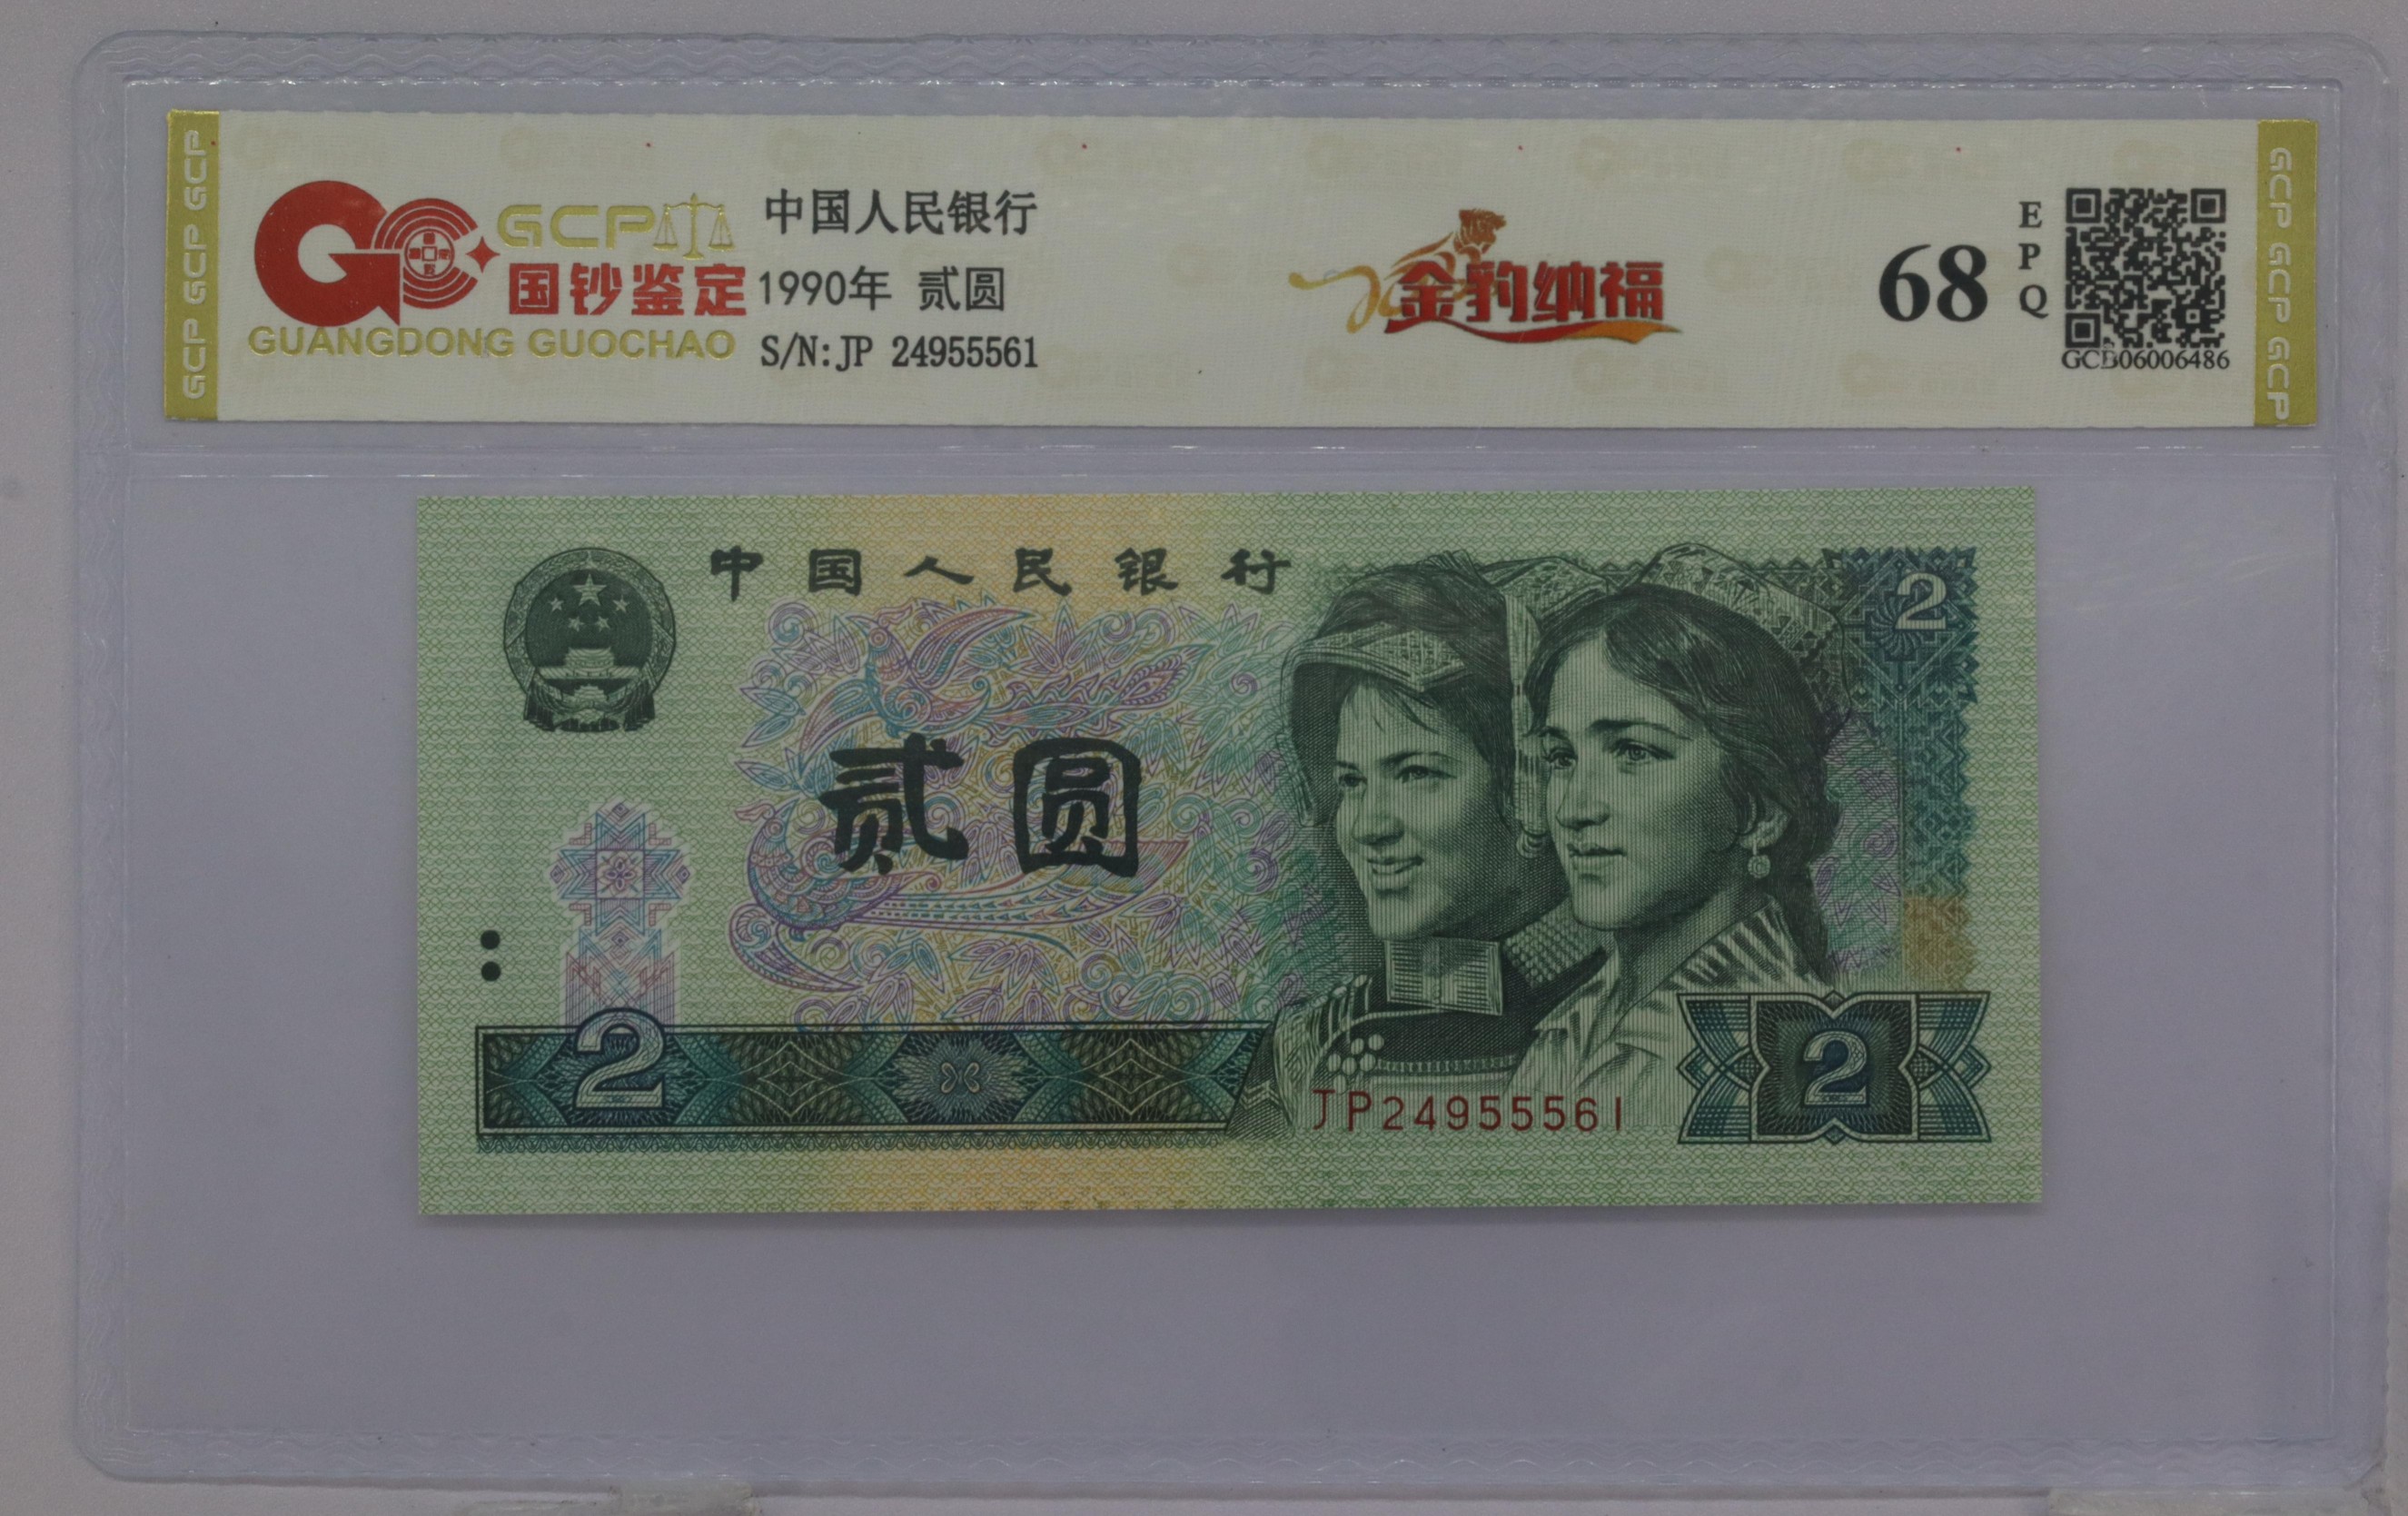 GCP GCP GCP
GCP
国钞鉴定
GUANGDONG GUOCHAO
中国人民银行
1990年 贰圆
S/N:JP 24955561
金豹纳福
68
EPQ
GCB06006486
GCP GCP GCP
中国人民银行
2
贰圆
2
JP24955561
2